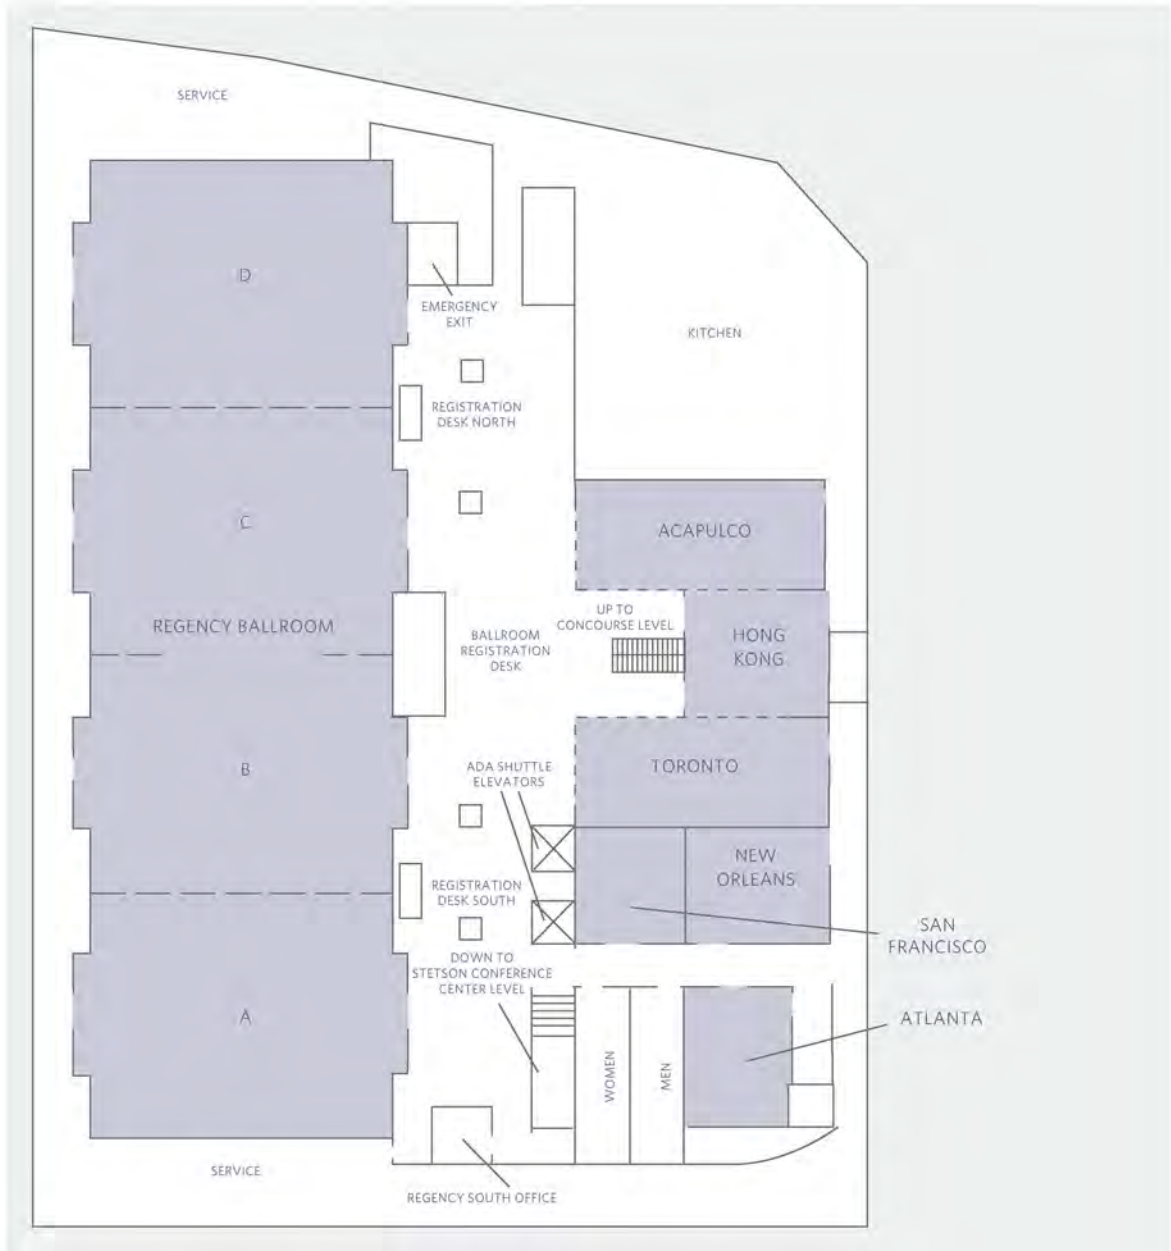 SERVICE
D
EMERGENCY
EXIT
KITCHEN
REGISTRATION
DESK NORTH
C
ACAPULCO
UP TO
CONCOURSE LEVEL
REGENCY BALLROOM
BALLROOM
REGISTRATION
DESK
HONG
KONG
B
ADA SHUTTLE
ELEVATORS
TORONTO
NEW
ORLEANS
REGISTRATION
DESK SOUTH
SAN
FRANCISCO
DOWN TO
STETSON CONFERENCE
CENTER LEVEL
A
ATLANTA
WOMEN
MEN
SERVICE
REGENCY SOUTH OFFICE